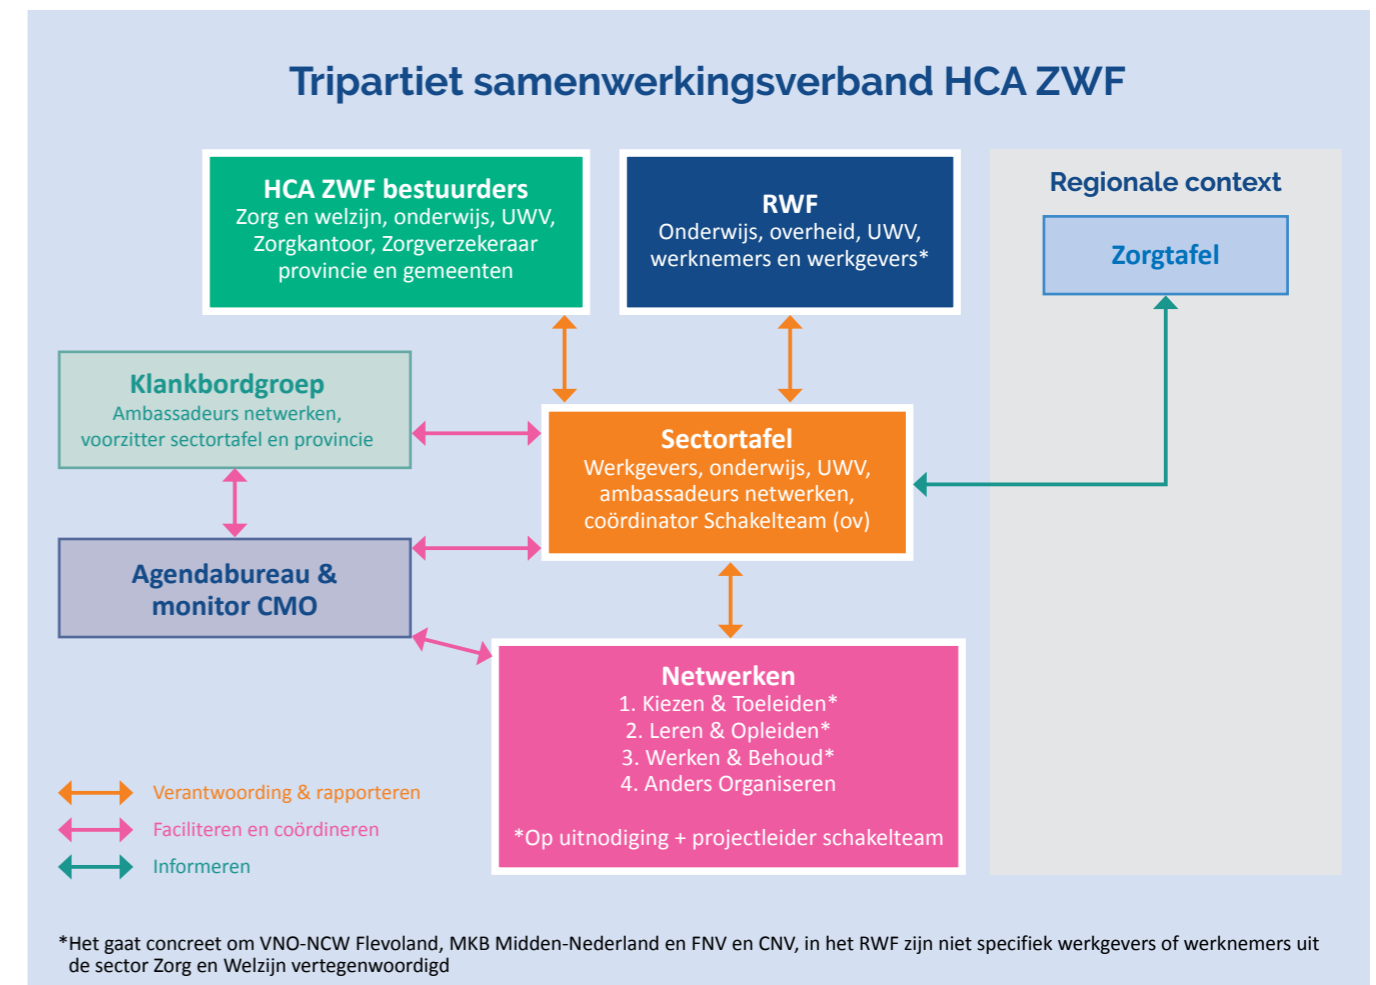 Tripartiet samenwerkingsverband HCA ZWF
HCA ZWF bestuurders
Zorg en welzijn, onderwijs, UWV,
Zorgkantoor, Zorgverzekeraar
provincie en gemeenten
RWF
Onderwijs, overheid, UWV,
werknemers en werkgevers*
Regionale context
Zorgtafel
Klankbordgroep
Ambassadeurs netwerken,
voorzitter sectortafel en provincie
Sectortafel
Werkgevers, onderwijs, UWV,
ambassadeurs netwerken,
coördinator Schakelteam (ov)
Agendabureau &
monitor CMO
Netwerken
1. Kiezen & Toeleiden*
2. Leren & Opleiden*
3. Werken & Behoud*
4. Anders Organiseren
*Op uitnodiging + projectleider schakelteam
Verantwoording & rapporteren
Faciliteren en coördineren
Informeren
*Het gaat concreet om VNO-NCW Flevoland, MKB Midden-Nederland en FNV en CNV, in het RWF zijn niet specifiek werkgevers of werknemers uit
de sector Zorg en Welzijn vertegenwoordigd